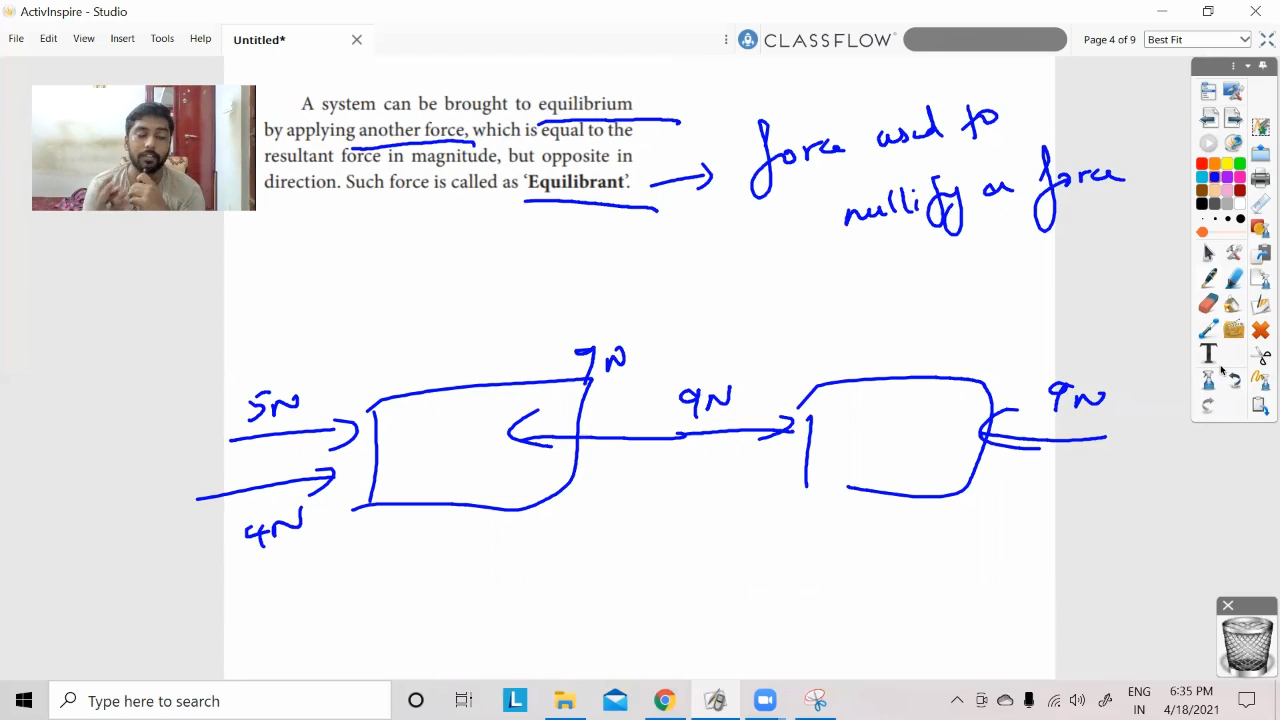 ActivInspire - Studio
File Edit View Insert Tools Help
Untitled*
CLASSFLOW
Page 4 of 9
Best Fit
A system can be brought to equilibrium
by applying another force, which is equal to the
resultant force in magnitude, but opposite in
direction. Such force is called as ‘Equilibrant’.
force used to
nullify a force
7N
5N
9N
9N
4N
T
Type here to search
L
ENG
IN
6:35 PM
4/18/2021